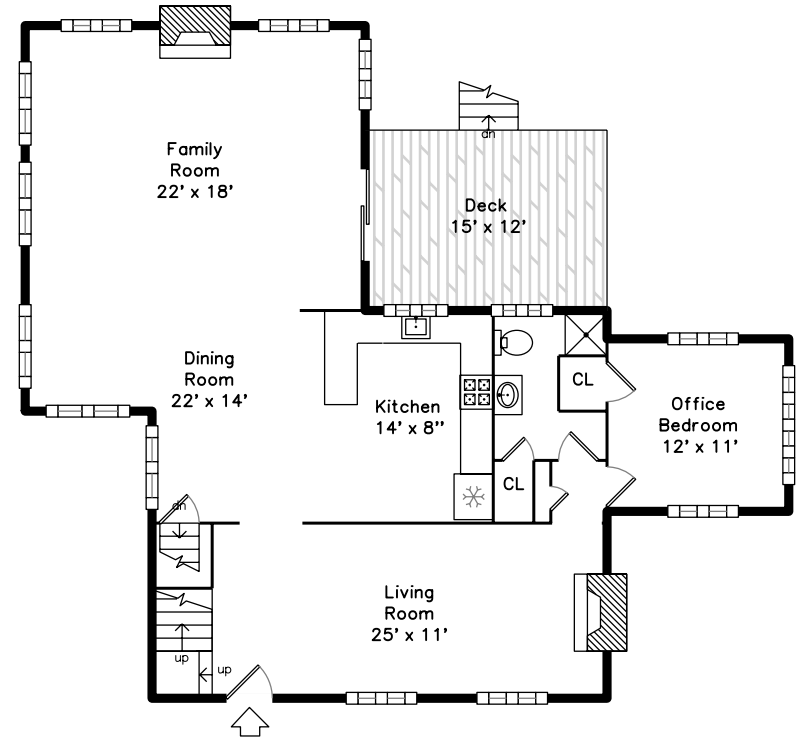 dn
Family
Room
22' x 18'
Deck
15' x 12'
Dining
Room
22' x 14'
CL
Kitchen
14' x 8''
Office
Bedroom
12' x 11'
CL
dn
Living
Room
25' x 11'
up
up